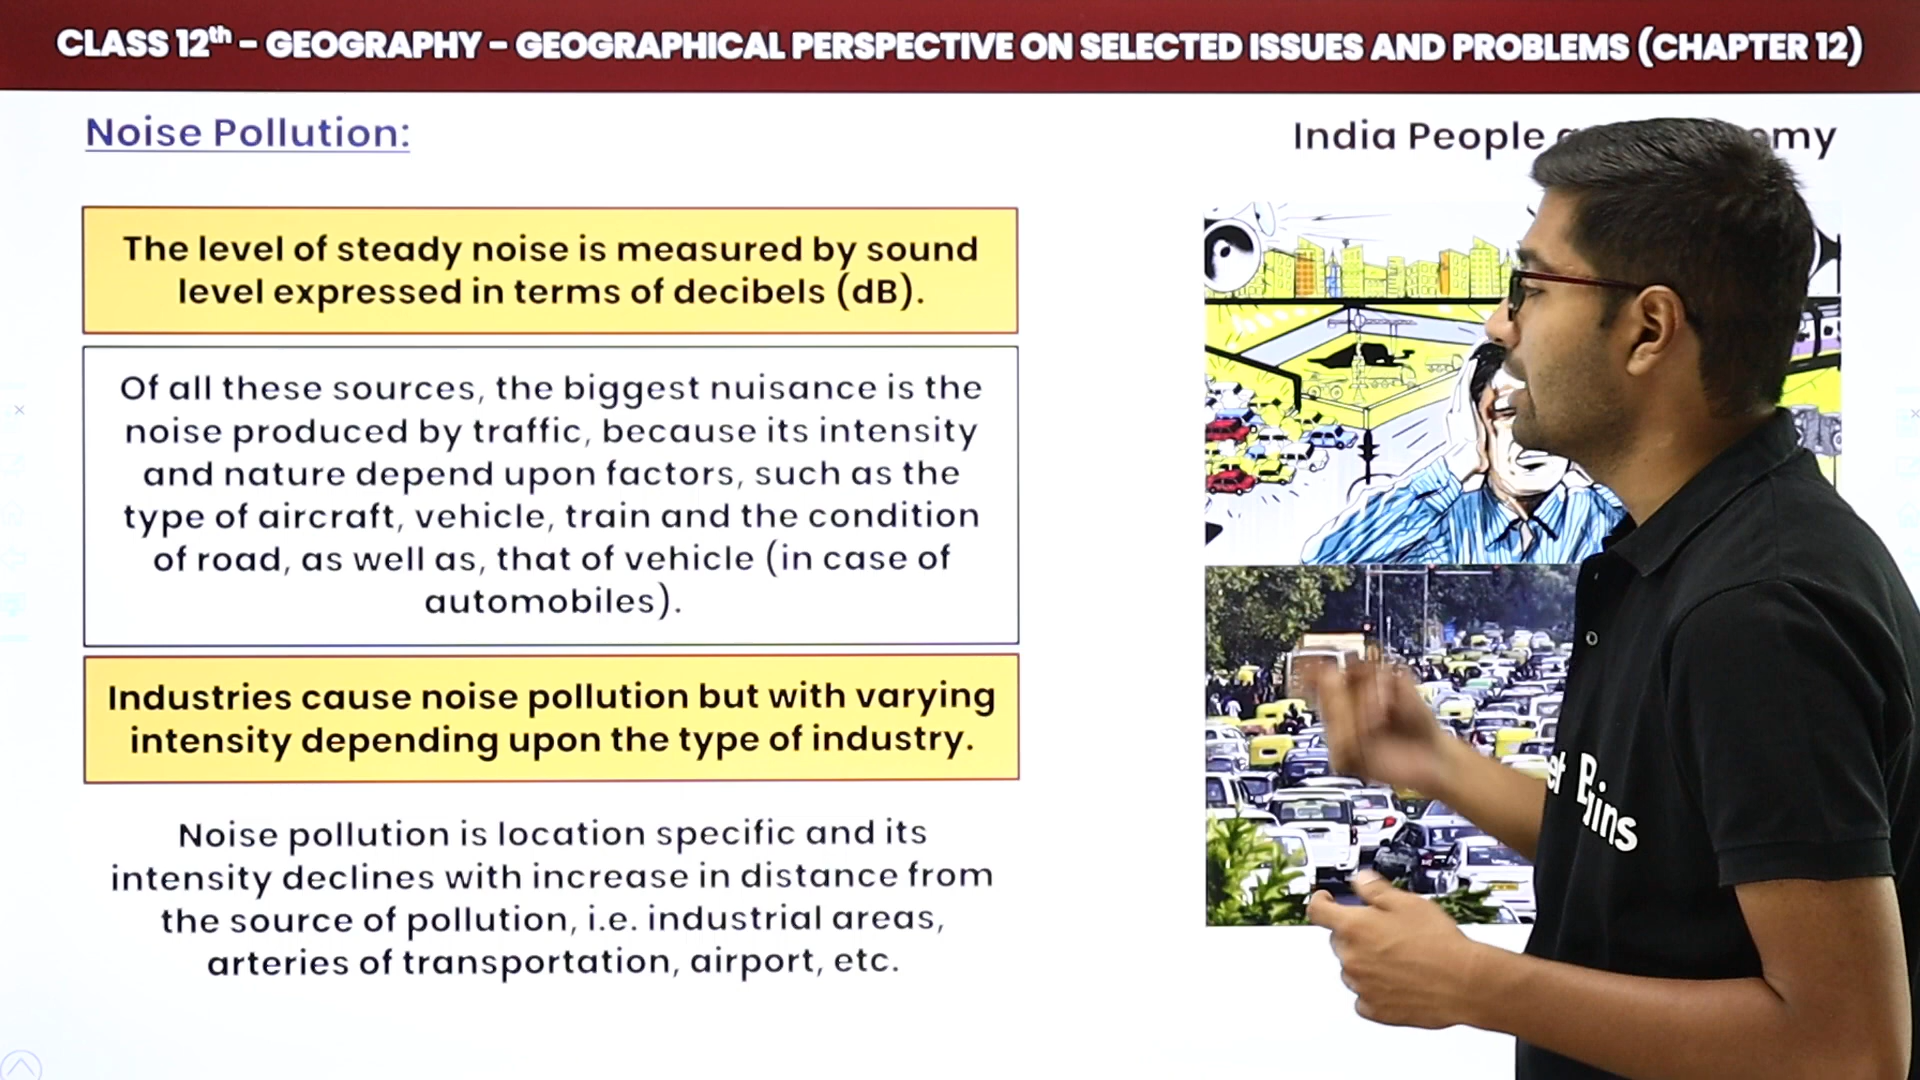 CLASS 12th – GEOGRAPHY – GEOGRAPHICAL PERSPECTIVE ON SELECTED ISSUES AND PROBLEMS (CHAPTER 12)
Noise Pollution:
India People
The level of steady noise is measured by sound
level expressed in terms of decibels (dB).
Of all these sources, the biggest nuisance is the
noise produced by traffic, because its intensity
and nature depend upon factors, such as the
type of aircraft, vehicle, train and the condition
of road, as well as, that of vehicle (in case of
automobiles).
Industries cause noise pollution but with varying
intensity depending upon the type of industry.
Noise pollution is location specific and its
intensity declines with increase in distance from
the source of pollution, i.e. industrial areas,
arteries of transportation, airport, etc.